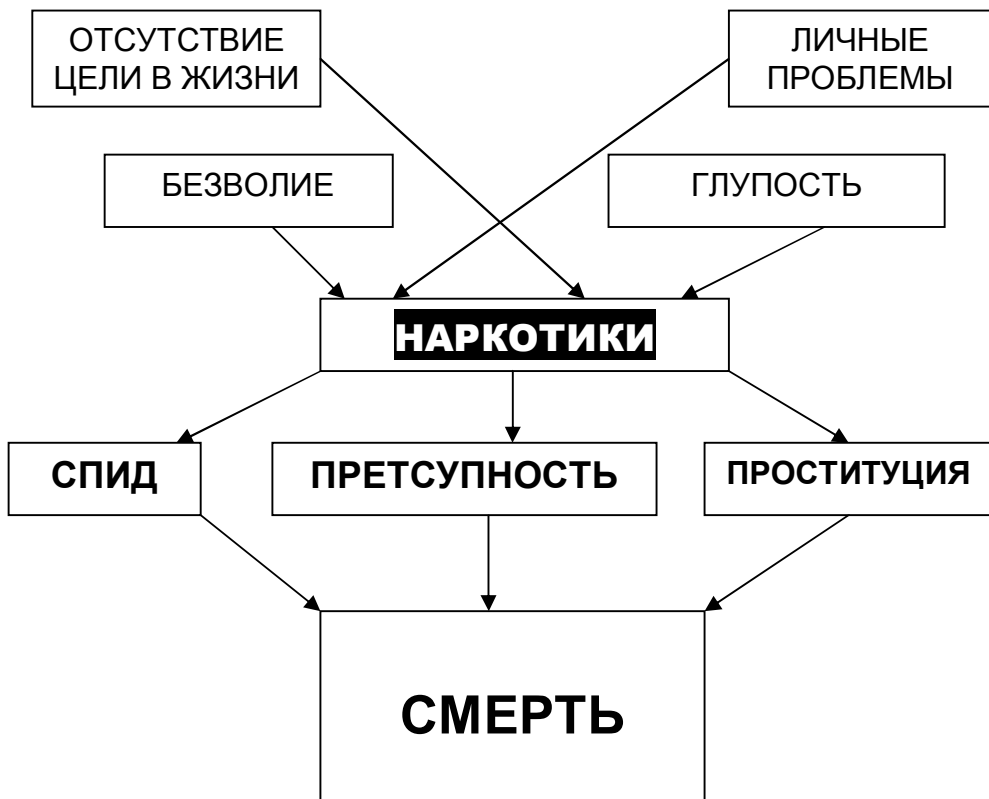 ОТСУТСТВИЕ
ЦЕЛИ В ЖИЗНИ
ЛИЧНЫЕ
ПРОБЛЕМЫ
БЕЗВОЛИЕ
ГЛУПОСТЬ
НАРКОТИКИ
СПИД
ПРЕТСУПНОСТЬ
ПРОСТИТУЦИЯ
СМЕРТЬ